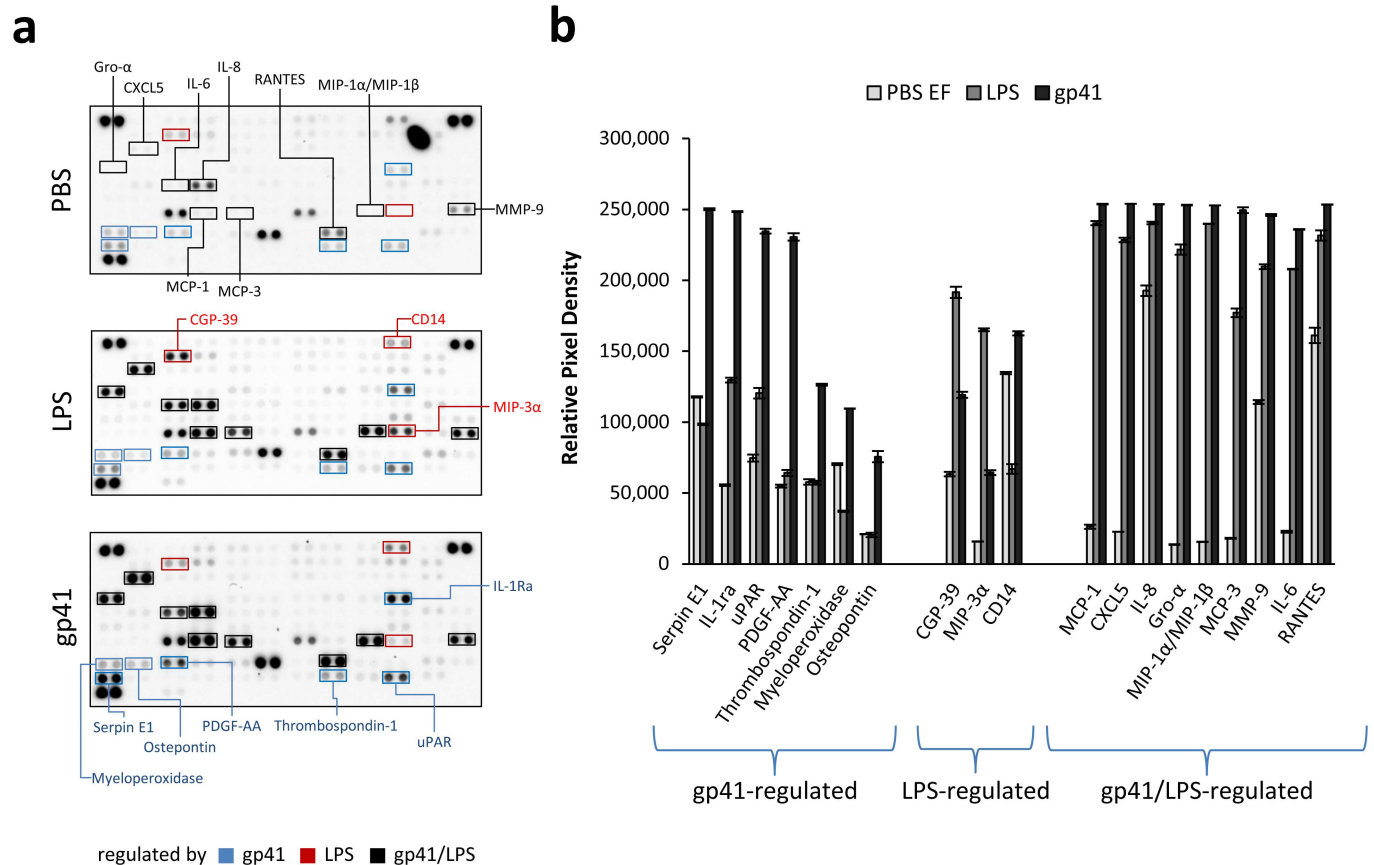 a
Gro-α
CXCL5
IL-6
IL-8
RANTES
MIP-1α/MIP-1β
PBS
MMP-9
MCP-1
MCP-3
LPS
CGP-39
CD14
MIP-3α
gp41
IL-1Ra
Serpin E1
Ostepontin
PDGF-AA
Thrombospondin-1
uPAR
Myeloperoxidase
regulated by gp41 LPS gp41/LPS
b
PBS EF LPS gp41
Relative Pixel Density
300,000
250,000
200,000
150,000
100,000
50,000
0
Serpin E1
IL-1ra
uPAR
PDGF-AA
Thrombospondin-1
Myeloperoxidase
Osteopontin
CGP-39
MIP-3α
CD14
MCP-1
CXCL5
IL-8
Gro-α
MIP-1α/MIP-1β
MCP-3
MMP-9
IL-6
RANTES
gp41-regulated
LPS-regulated
gp41/LPS-regulated